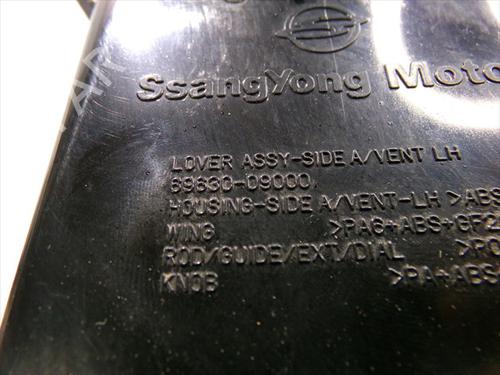 SsangYong Moto
LOVER ASSY-SIDE A/VENT LH
69630-09000
HOUSING-SIDE A/VENT-LH >ABS
WING >PA6+ABS+GF2
ROD/GUIDE/EXT/DIAL >PO
KNOB >PA+ABS